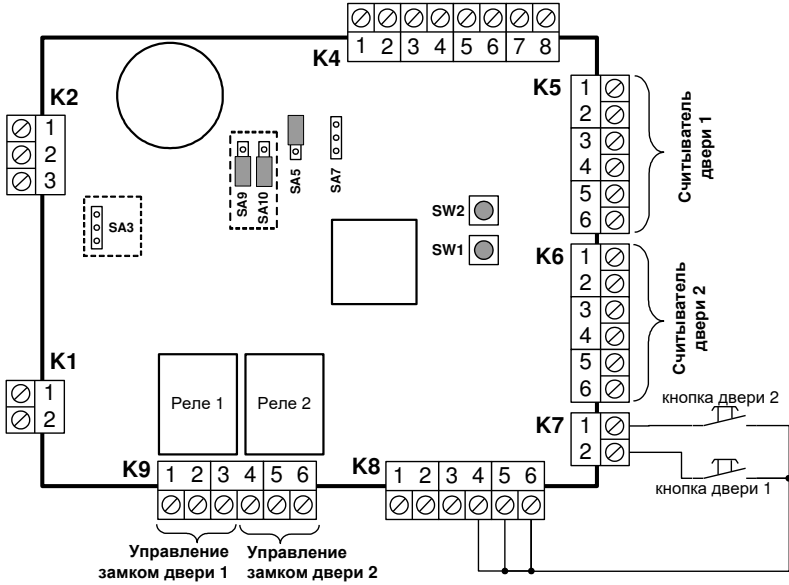 K4
1 2 3 4 5 6 7 8
K2
1
2
3
K5
1
2
3
4
5
6
Считыватель
двери 1
SA9
SA10
SA5
SA7
SA3
SW2
SW1
K6
1
2
3
4
5
6
Считыватель
двери 2
K1
1
2
Реле 1
Реле 2
K7
1
2
кнопка двери 2
кнопка двери 1
K9
1 2 3 4 5 6
K8
1 2 3 4 5 6
Управление
замком двери 1
Управление
замком двери 2